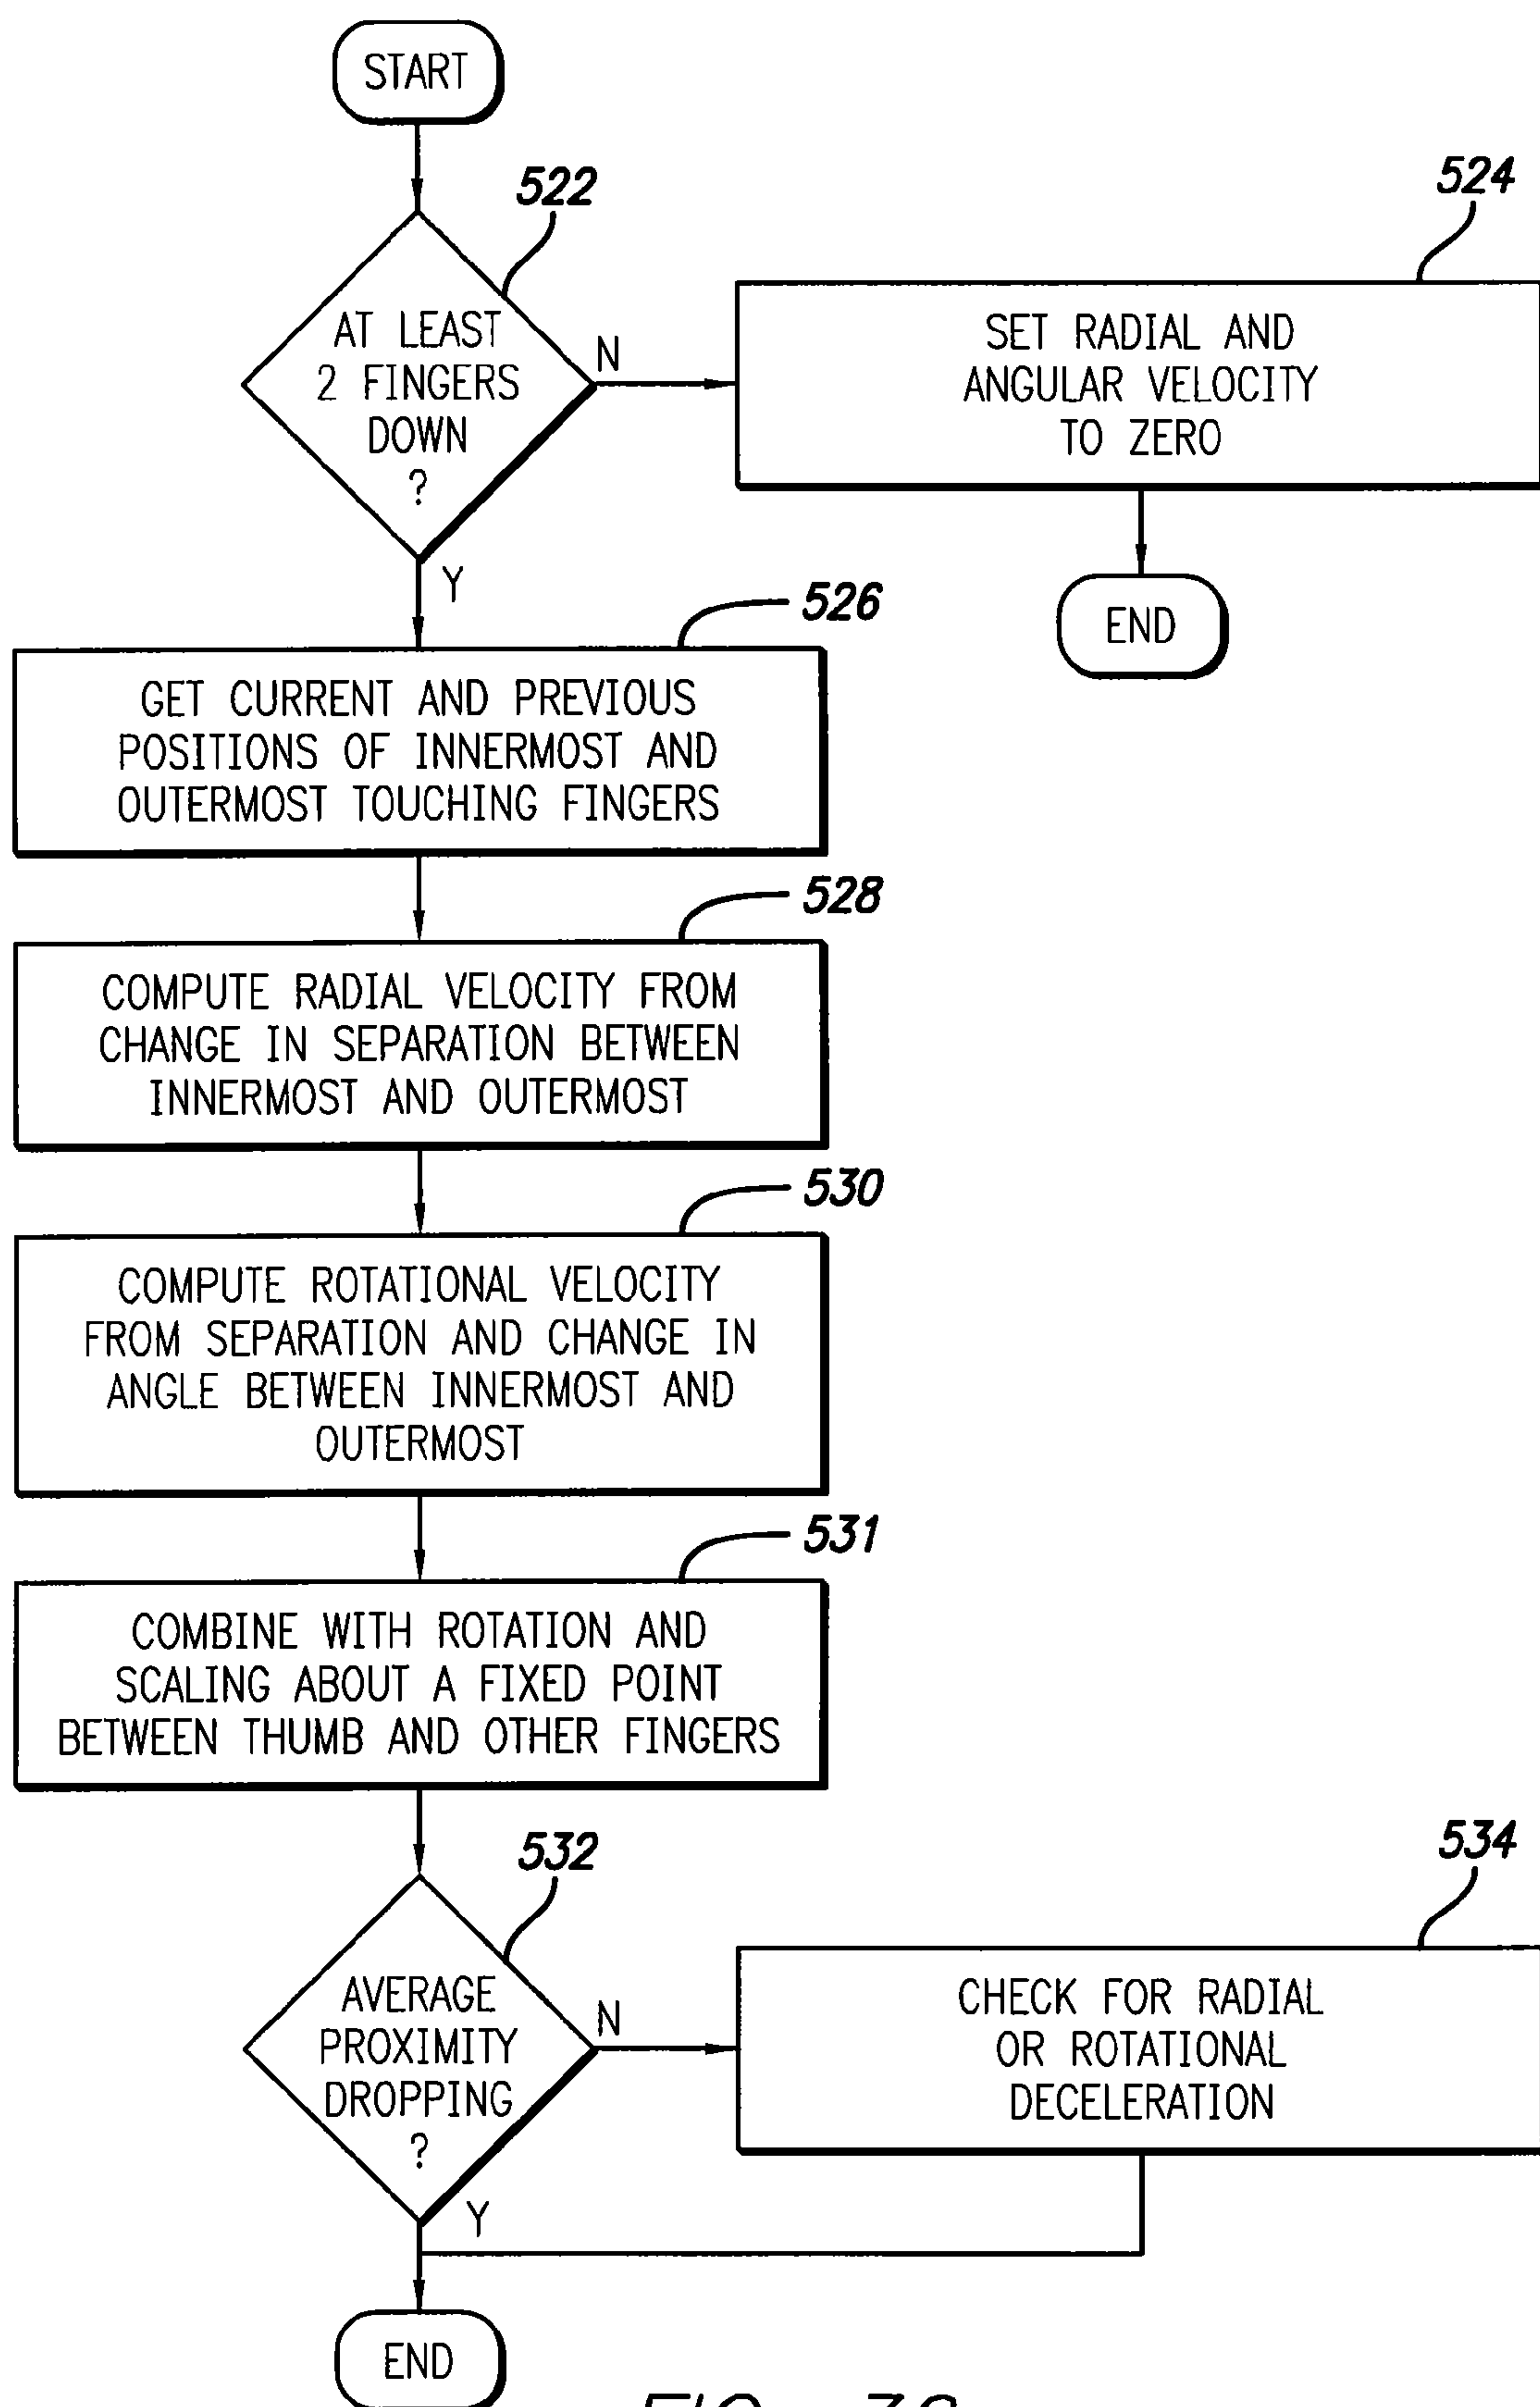 START
522
AT LEAST
2 FINGERS
DOWN
?
N
Y
524
SET RADIAL AND
ANGULAR VELOCITY
TO ZERO
END
526
GET CURRENT AND PREVIOUS
POSITIONS OF INNERMOST AND
OUTERMOST TOUCHING FINGERS
528
COMPUTE RADIAL VELOCITY FROM
CHANGE IN SEPARATION BETWEEN
INNERMOST AND OUTERMOST
530
COMPUTE ROTATIONAL VELOCITY
FROM SEPARATION AND CHANGE IN
ANGLE BETWEEN INNERMOST AND
OUTERMOST
531
COMBINE WITH ROTATION AND
SCALING ABOUT A FIXED POINT
BETWEEN THUMB AND OTHER FINGERS
532
AVERAGE
PROXIMITY
DROPPING
?
N
Y
534
CHECK FOR RADIAL
OR ROTATIONAL
DECELERATION
END